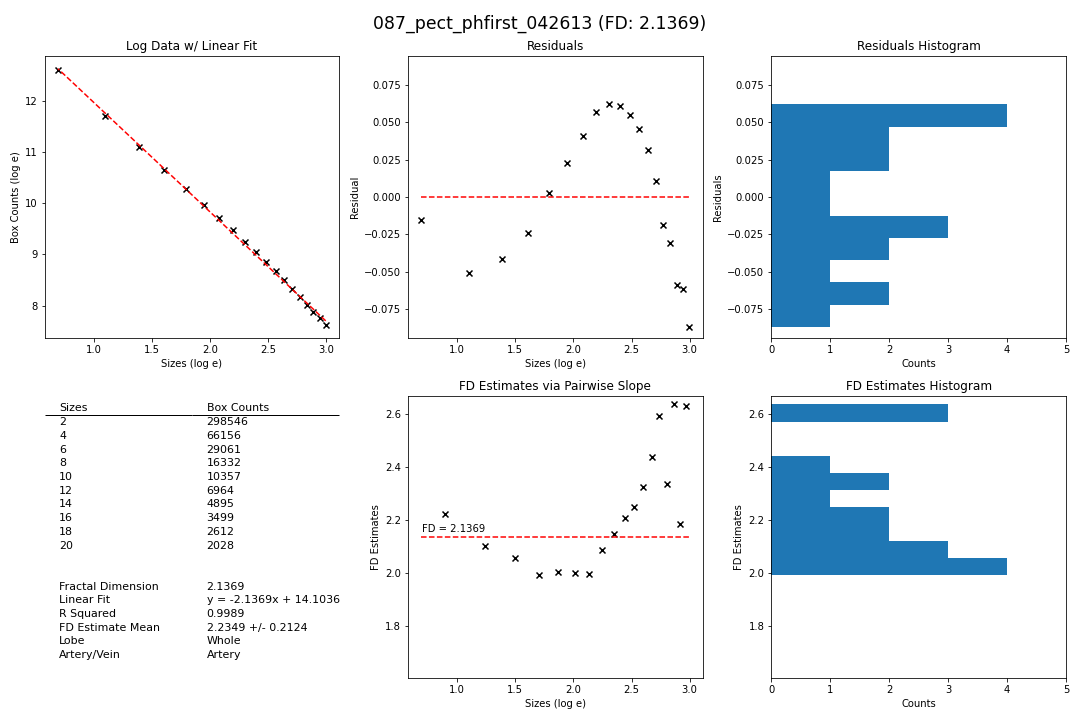 087_pect_phfirst_042613 (FD: 2.1369)
Log Data w/ Linear Fit
12
11
10
9
8
Box Counts (log e)
1.0 1.5 2.0 2.5 3.0
Sizes (log e)
Residuals
0.075
0.050
0.025
0.000
−0.025
−0.050
−0.075
Residual
1.0 1.5 2.0 2.5 3.0
Sizes (log e)
Residuals Histogram
0.075
0.050
0.025
0.000
−0.025
−0.050
−0.075
Residuals
0 1 2 3 4 5
Counts
Sizes Box Counts
2 298546
4 66156
6 29061
8 16332
10 10357
12 6964
14 4895
16 3499
18 2612
20 2028
Fractal Dimension 2.1369
Linear Fit y = -2.1369x + 14.1036
R Squared 0.9989
FD Estimate Mean 2.2349 +/- 0.2124
Lobe Whole
Artery/Vein Artery
FD Estimates via Pairwise Slope
2.6
2.4
2.2
2.0
1.8
FD Estimates
FD = 2.1369
1.0 1.5 2.0 2.5 3.0
Sizes (log e)
FD Estimates Histogram
2.6
2.4
2.2
2.0
1.8
FD Estimates
0 1 2 3 4 5
Counts